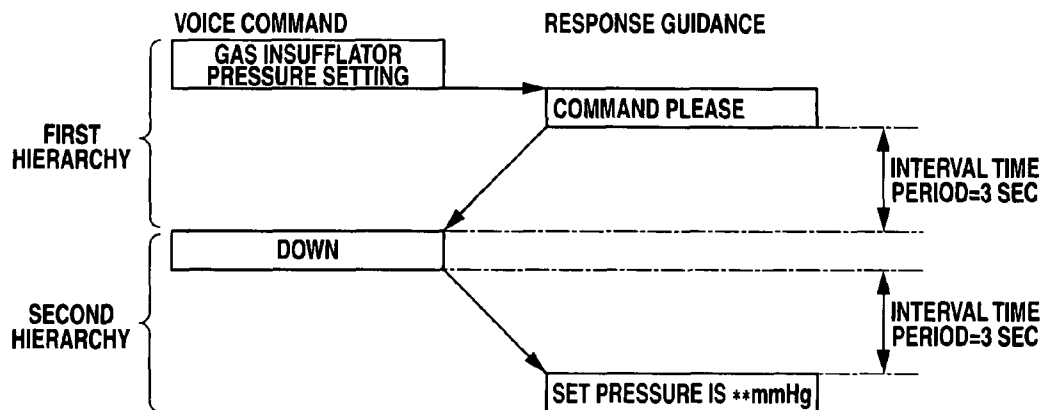 VOICE COMMAND
RESPONSE GUIDANCE
GAS INSUFFLATOR
PRESSURE SETTING
COMMAND PLEASE
FIRST
HIERARCHY
INTERVAL TIME
PERIOD=3 SEC
DOWN
SECOND
HIERARCHY
INTERVAL TIME
PERIOD=3 SEC
SET PRESSURE IS **mmHg